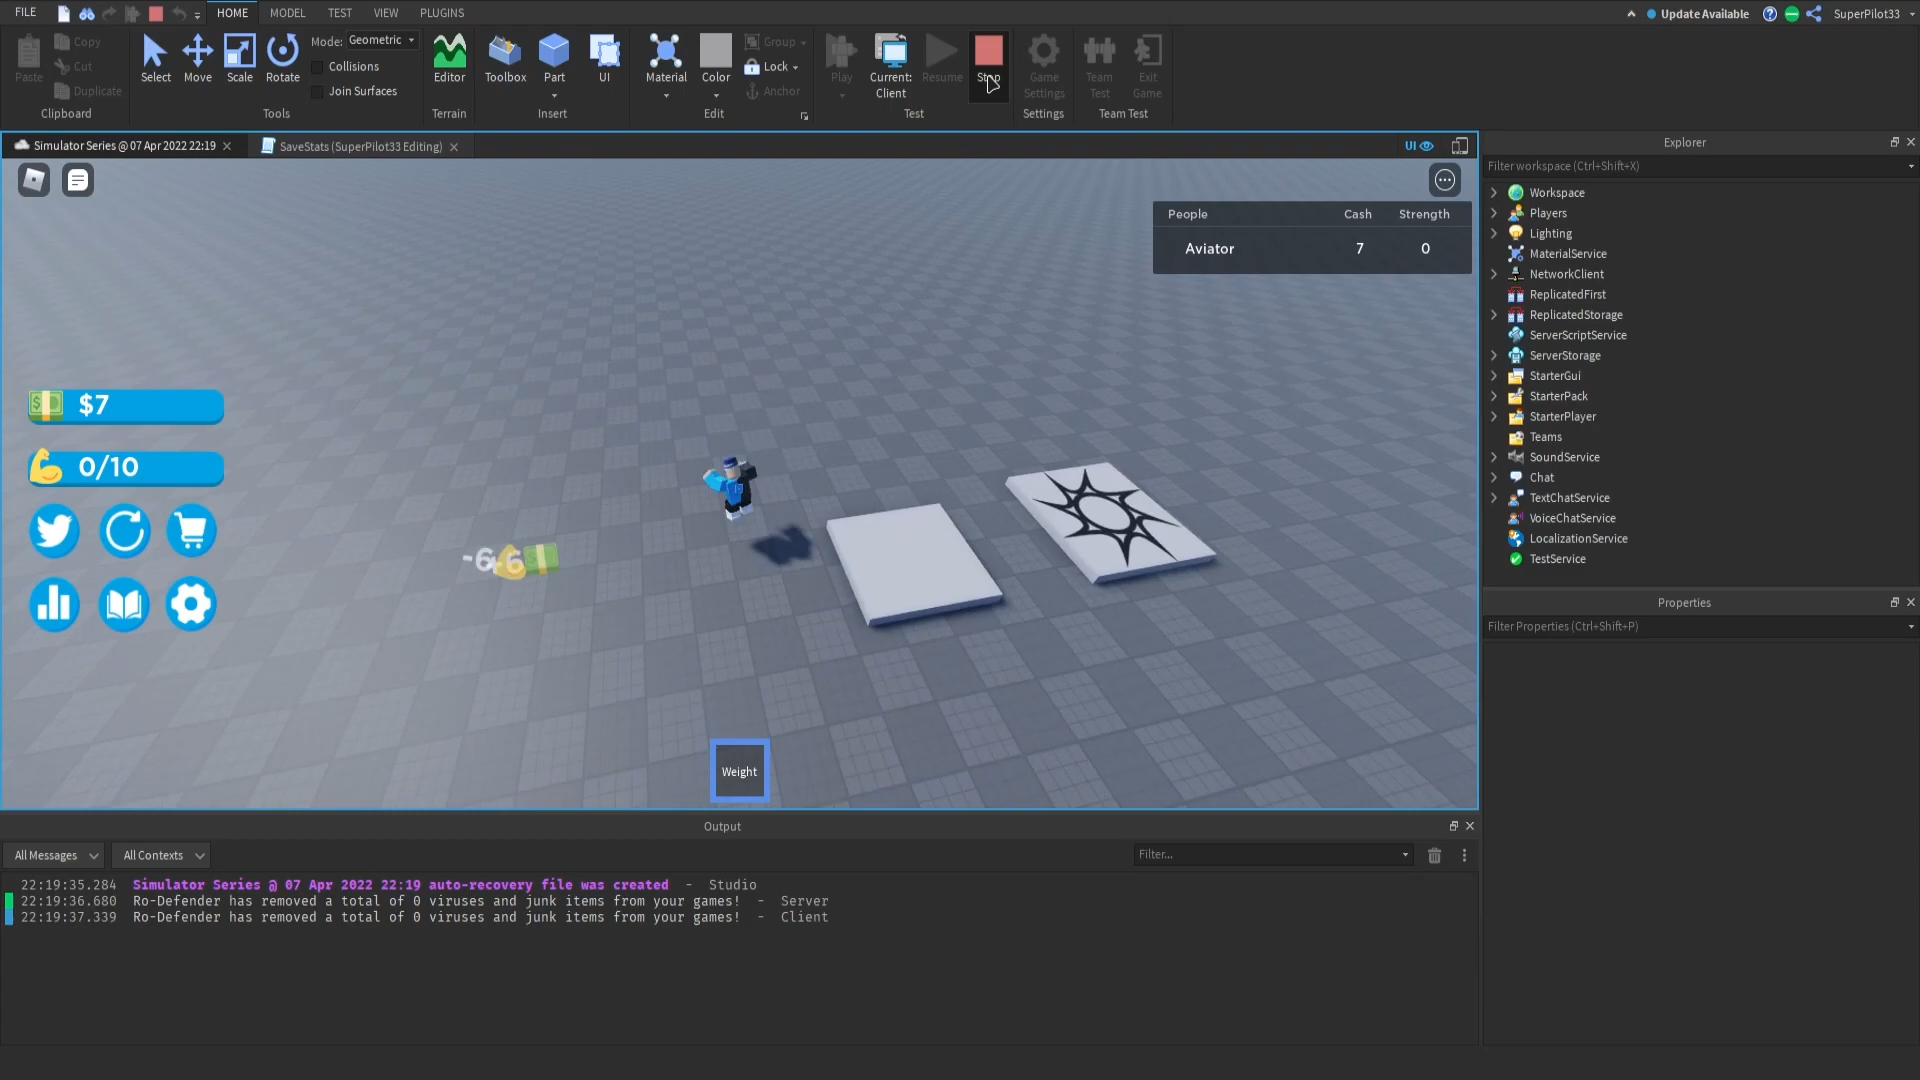 FILE HOME MODEL TEST VIEW PLUGINS Update Available SuperPilot33
Paste Copy Cut Duplicate Clipboard
Select Move Scale Rotate Mode: Geometric Collisions Join Surfaces Tools
Editor Terrain
Toolbox Part UI Insert
Material Color Group Lock Anchor Edit
Play Current: Client Resume Stop Test
Game Settings Settings
Team Test Exit Game Team Test
Simulator Series @ 07 Apr 2022 22:19
SaveStats (SuperPilot33 Editing)
UI
People Cash Strength
Aviator 7 0
$7
0/10
-6 -6
Weight
Explorer
Filter workspace (Ctrl+Shift+X)
Workspace
Players
Lighting
MaterialService
NetworkClient
ReplicatedFirst
ReplicatedStorage
ServerScriptService
ServerStorage
StarterGui
StarterPack
StarterPlayer
Teams
SoundService
Chat
TextChatService
VoiceChatService
LocalizationService
TestService
Properties
Filter Properties (Ctrl+Shift+P)
Output
All Messages All Contexts Filter...
22:19:35.284 Simulator Series @ 07 Apr 2022 22:19 auto-recovery file was created - Studio
22:19:36.680 Ro-Defender has removed a total of 0 viruses and junk items from your games! - Server
22:19:37.339 Ro-Defender has removed a total of 0 viruses and junk items from your games! - Client